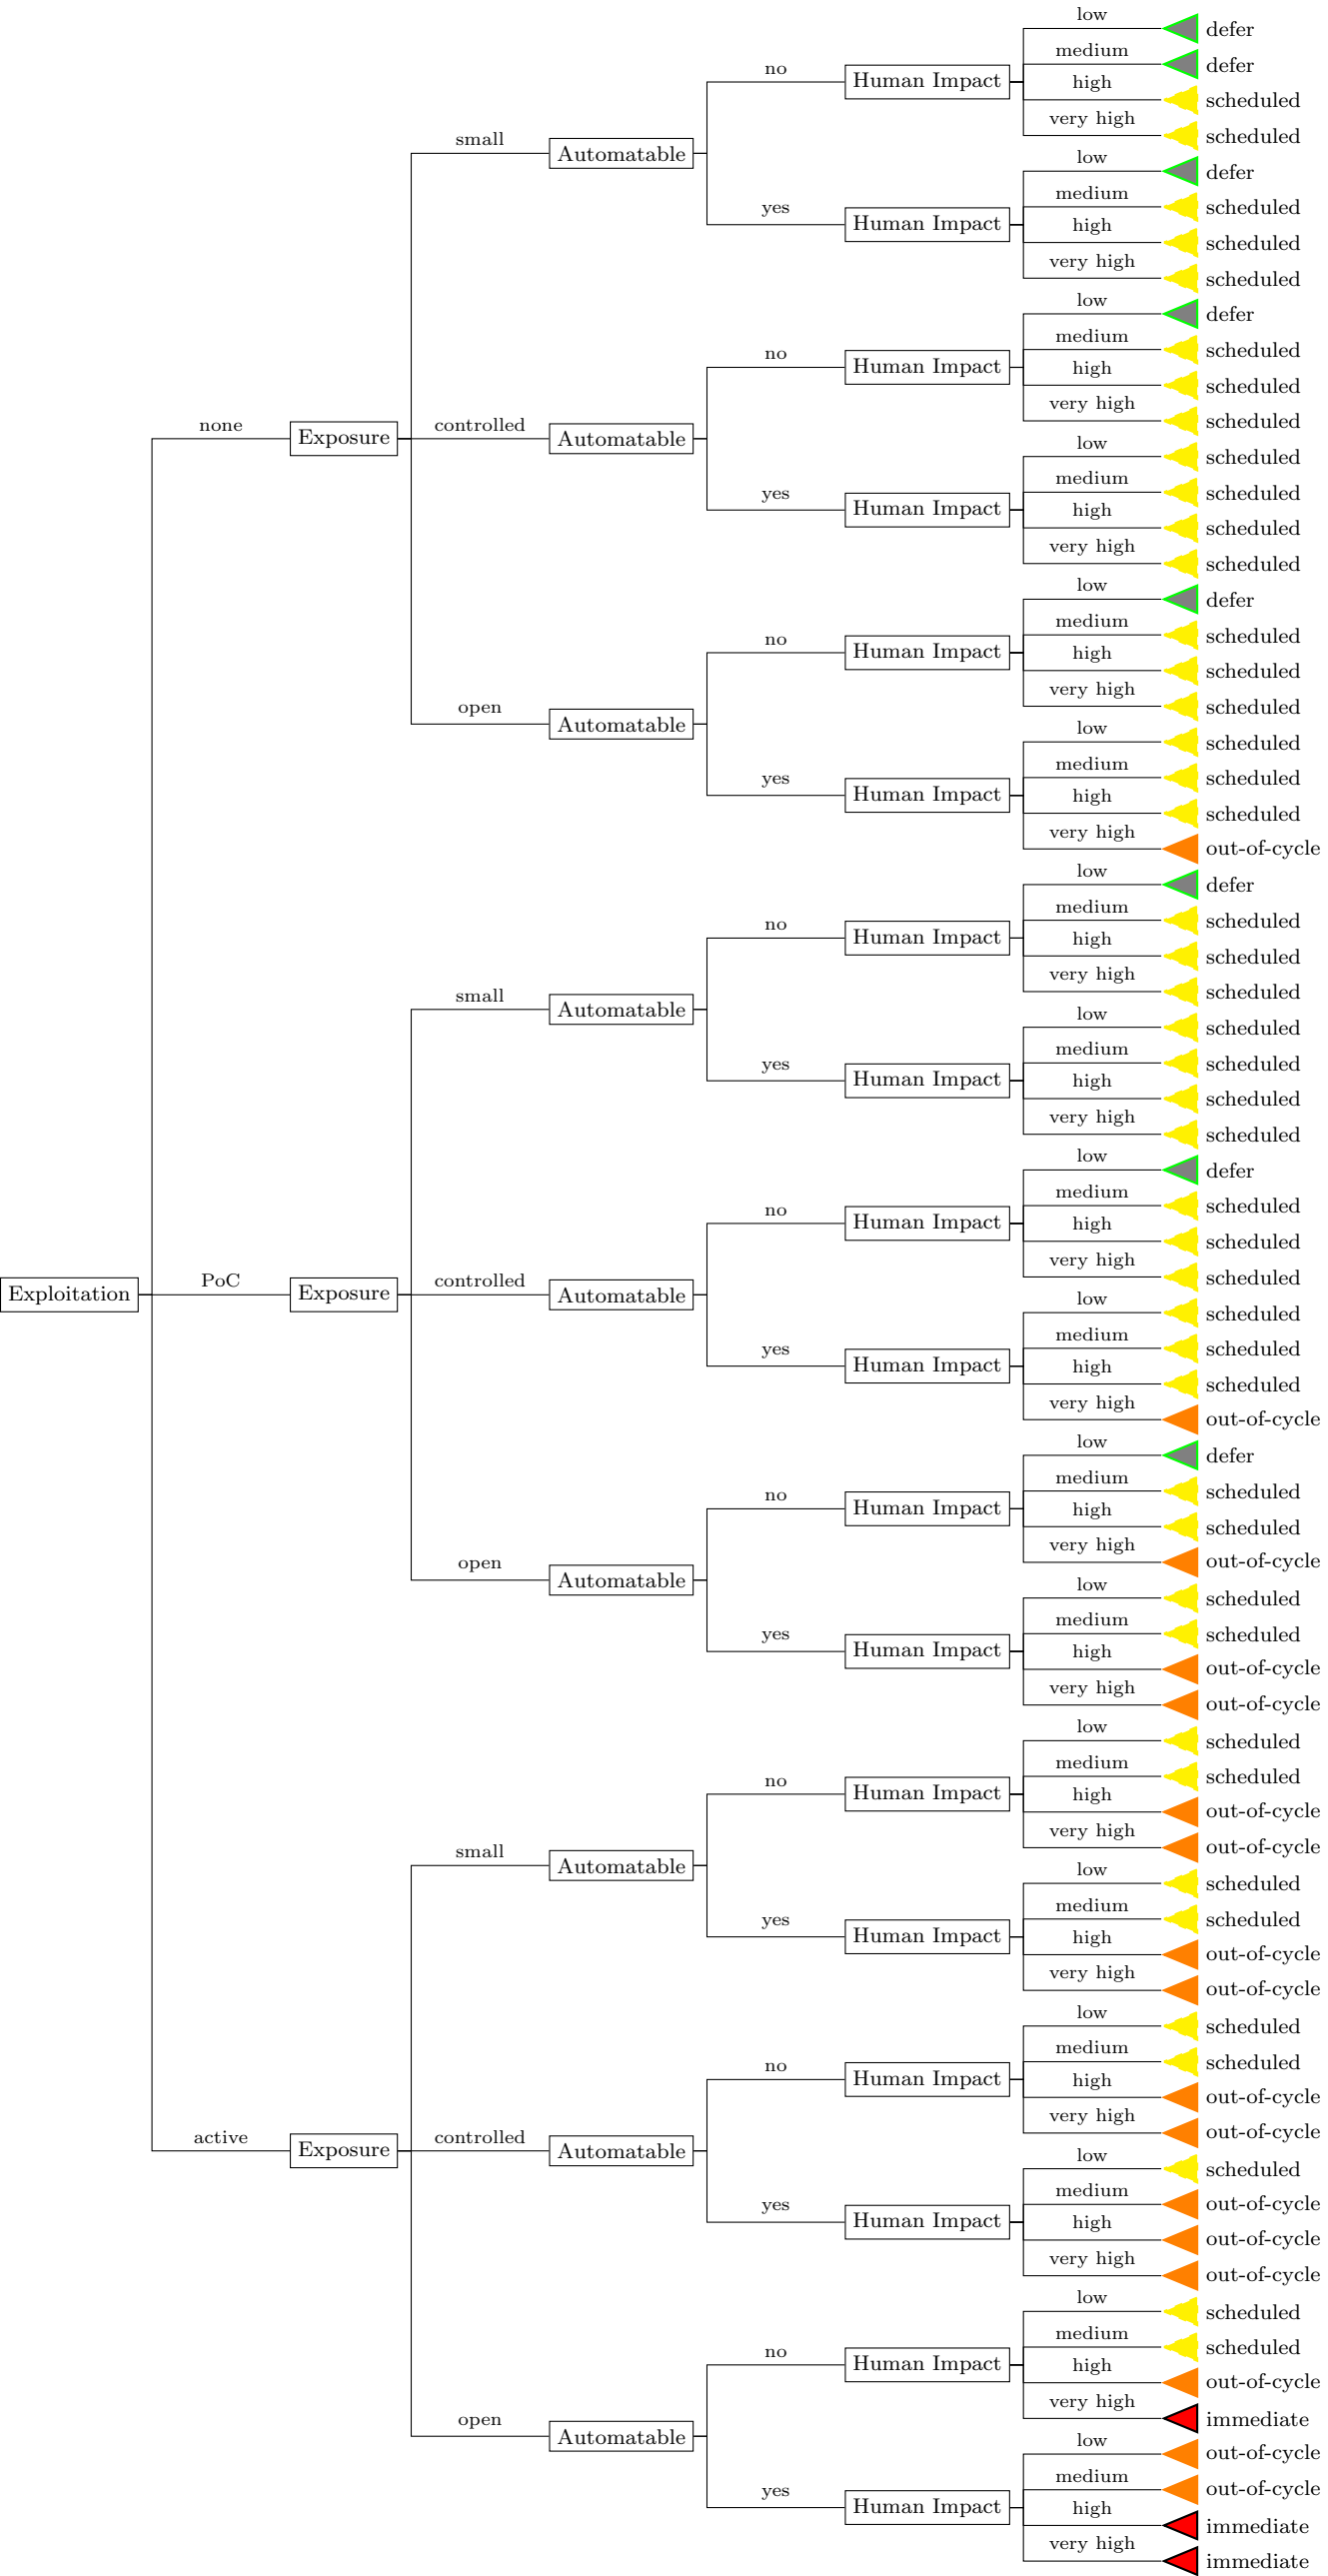 Exploitation
none
Exposure
small
Automatable
no
Human Impact
low
defer
medium
defer
high
scheduled
very high
scheduled
yes
Human Impact
low
defer
medium
scheduled
high
scheduled
very high
scheduled
controlled
Automatable
no
Human Impact
low
defer
medium
scheduled
high
scheduled
very high
scheduled
yes
Human Impact
low
scheduled
medium
scheduled
high
scheduled
very high
scheduled
open
Automatable
no
Human Impact
low
defer
medium
scheduled
high
scheduled
very high
scheduled
yes
Human Impact
low
scheduled
medium
scheduled
high
scheduled
very high
out-of-cycle
PoC
Exposure
small
Automatable
no
Human Impact
low
defer
medium
scheduled
high
scheduled
very high
scheduled
yes
Human Impact
low
scheduled
medium
scheduled
high
scheduled
very high
scheduled
controlled
Automatable
no
Human Impact
low
defer
medium
scheduled
high
scheduled
very high
scheduled
yes
Human Impact
low
scheduled
medium
scheduled
high
scheduled
very high
out-of-cycle
open
Automatable
no
Human Impact
low
defer
medium
scheduled
high
scheduled
very high
out-of-cycle
yes
Human Impact
low
scheduled
medium
scheduled
high
out-of-cycle
very high
out-of-cycle
active
Exposure
small
Automatable
no
Human Impact
low
scheduled
medium
scheduled
high
out-of-cycle
very high
out-of-cycle
yes
Human Impact
low
scheduled
medium
scheduled
high
out-of-cycle
very high
out-of-cycle
controlled
Automatable
no
Human Impact
low
scheduled
medium
scheduled
high
out-of-cycle
very high
out-of-cycle
yes
Human Impact
low
scheduled
medium
out-of-cycle
high
out-of-cycle
very high
out-of-cycle
open
Automatable
no
Human Impact
low
scheduled
medium
scheduled
high
out-of-cycle
very high
immediate
yes
Human Impact
low
out-of-cycle
medium
out-of-cycle
high
immediate
very high
immediate